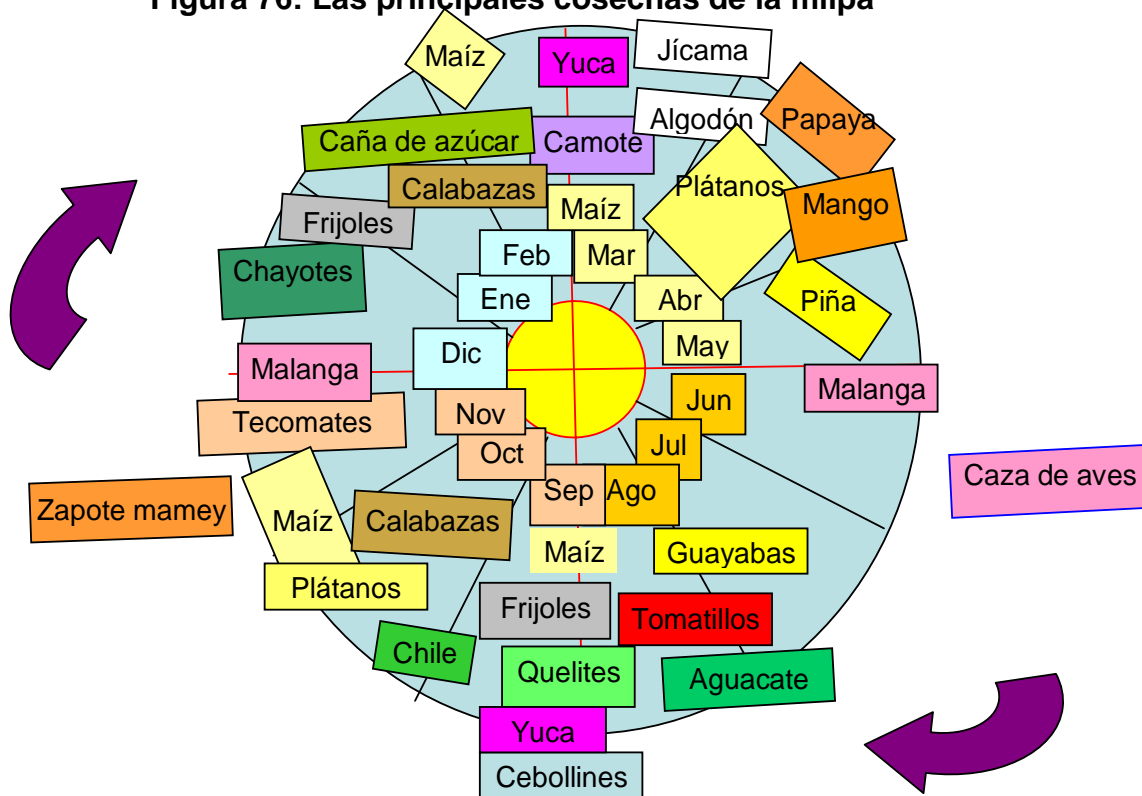 Figura 76. Las principales cosechas de la milpa
Maíz
Yuca
Jícama
Caña de azúcar
Camote
Algodón
Papaya
Calabazas
Maíz
Plátanos
Mango
Frijoles
Feb
Mar
Chayotes
Ene
Abr
Piña
Dic
May
Malanga
Malanga
Nov
Jun
Tecomates
Oct
Jul
Zapote mamey
Maíz
Calabazas
Sep
Ago
Caza de aves
Maíz
Guayabas
Plátanos
Frijoles
Tomatillos
Chile
Quelites
Aguacate
Yuca
Cebollines